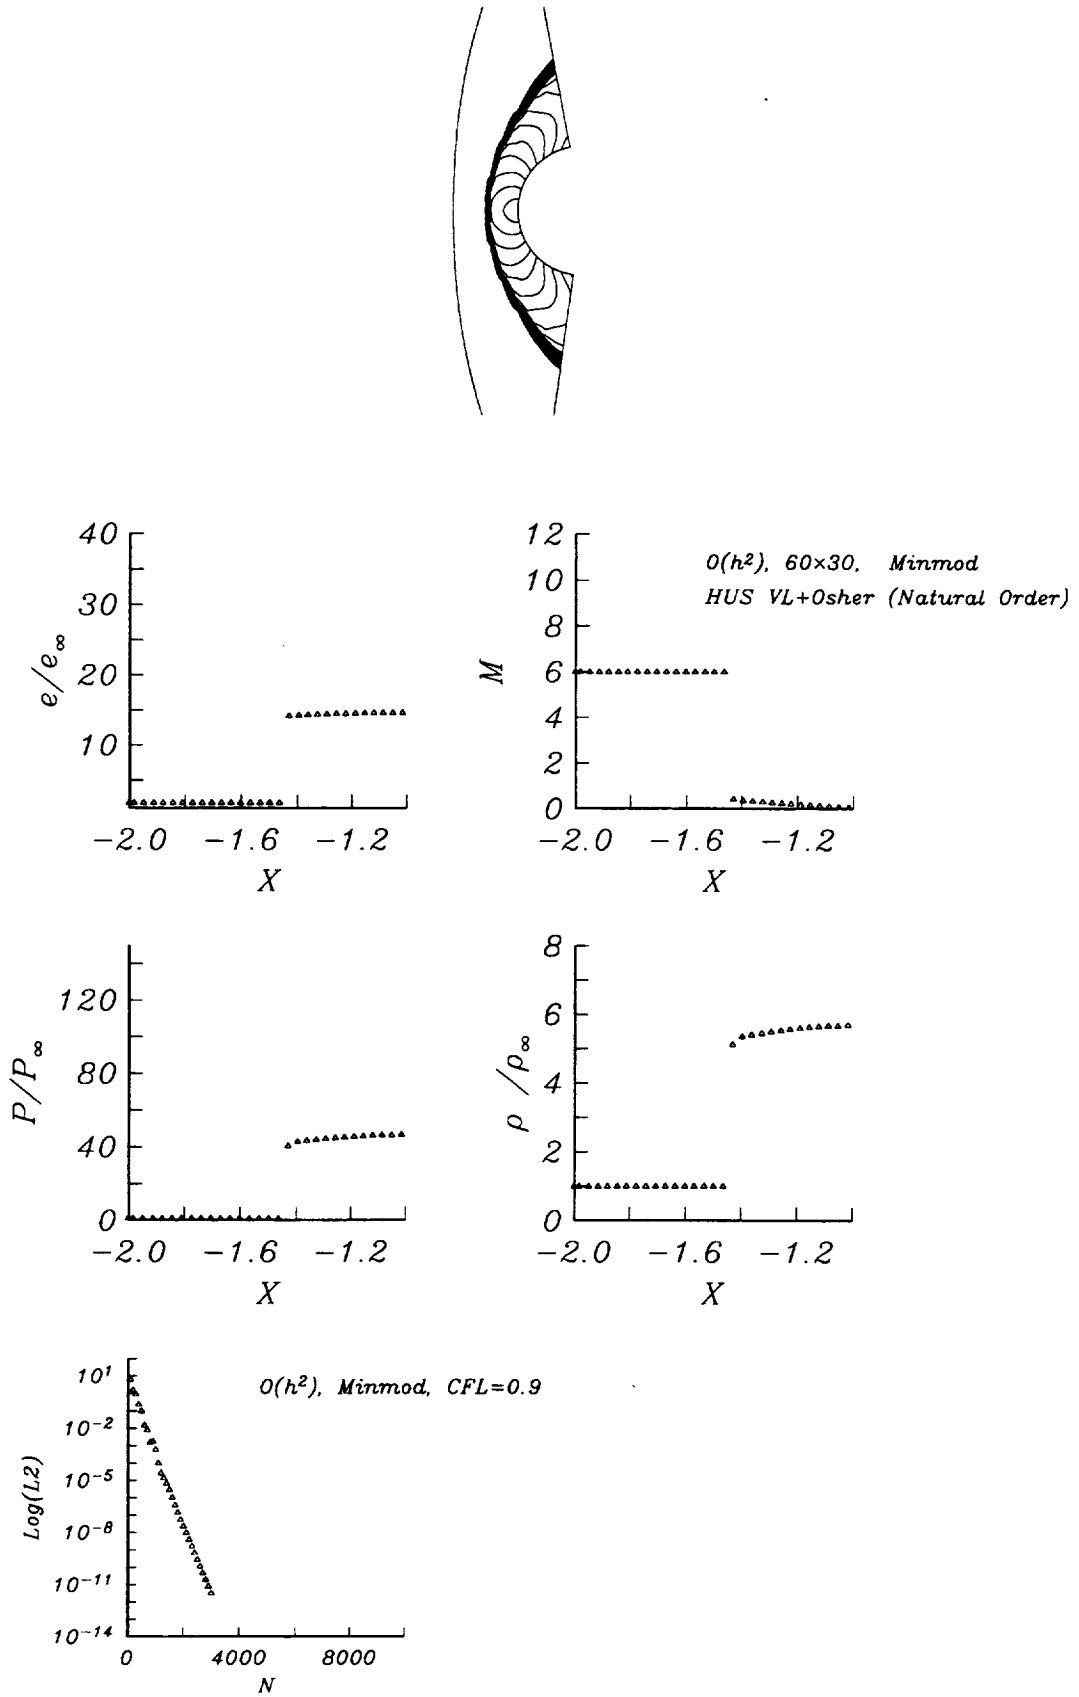 40
30
20
10
e/e∞
−2.0 −1.6 −1.2
X
12
10
8
6
4
2
0
M
−2.0 −1.6 −1.2
X
O(h²), 60×30, Minmod
HUS VL+Osher (Natural Order)
120
80
40
0
P/P∞
−2.0 −1.6 −1.2
X
8
6
4
2
0
ρ /ρ∞
−2.0 −1.6 −1.2
X
10¹
10⁻²
10⁻⁵
10⁻⁸
10⁻¹¹
10⁻¹⁴
Log(L2)
0 4000 8000
N
O(h²), Minmod, CFL=0.9